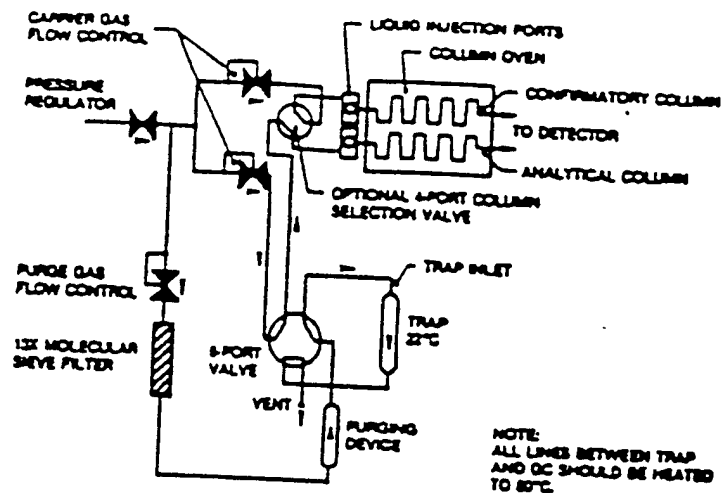 CARRIER GAS
FLOW CONTROL
LIQUID INJECTION PORTS
COLUMN OVEN
PRESSURE
REGULATOR
CONFIRMATORY COLUMN
TO DETECTOR
ANALYTICAL COLUMN
OPTIONAL 4-PORT COLUMN
SELECTION VALVE
TRAP INLET
PURGE GAS
FLOW CONTROL
TRAP
22°C
13X MOLECULAR
SIEVE FILTER
6-PORT
VALVE
VENT
PURGING
DEVICE
NOTE:
ALL LINES BETWEEN TRAP
AND GC SHOULD BE HEATED
TO 80°C.